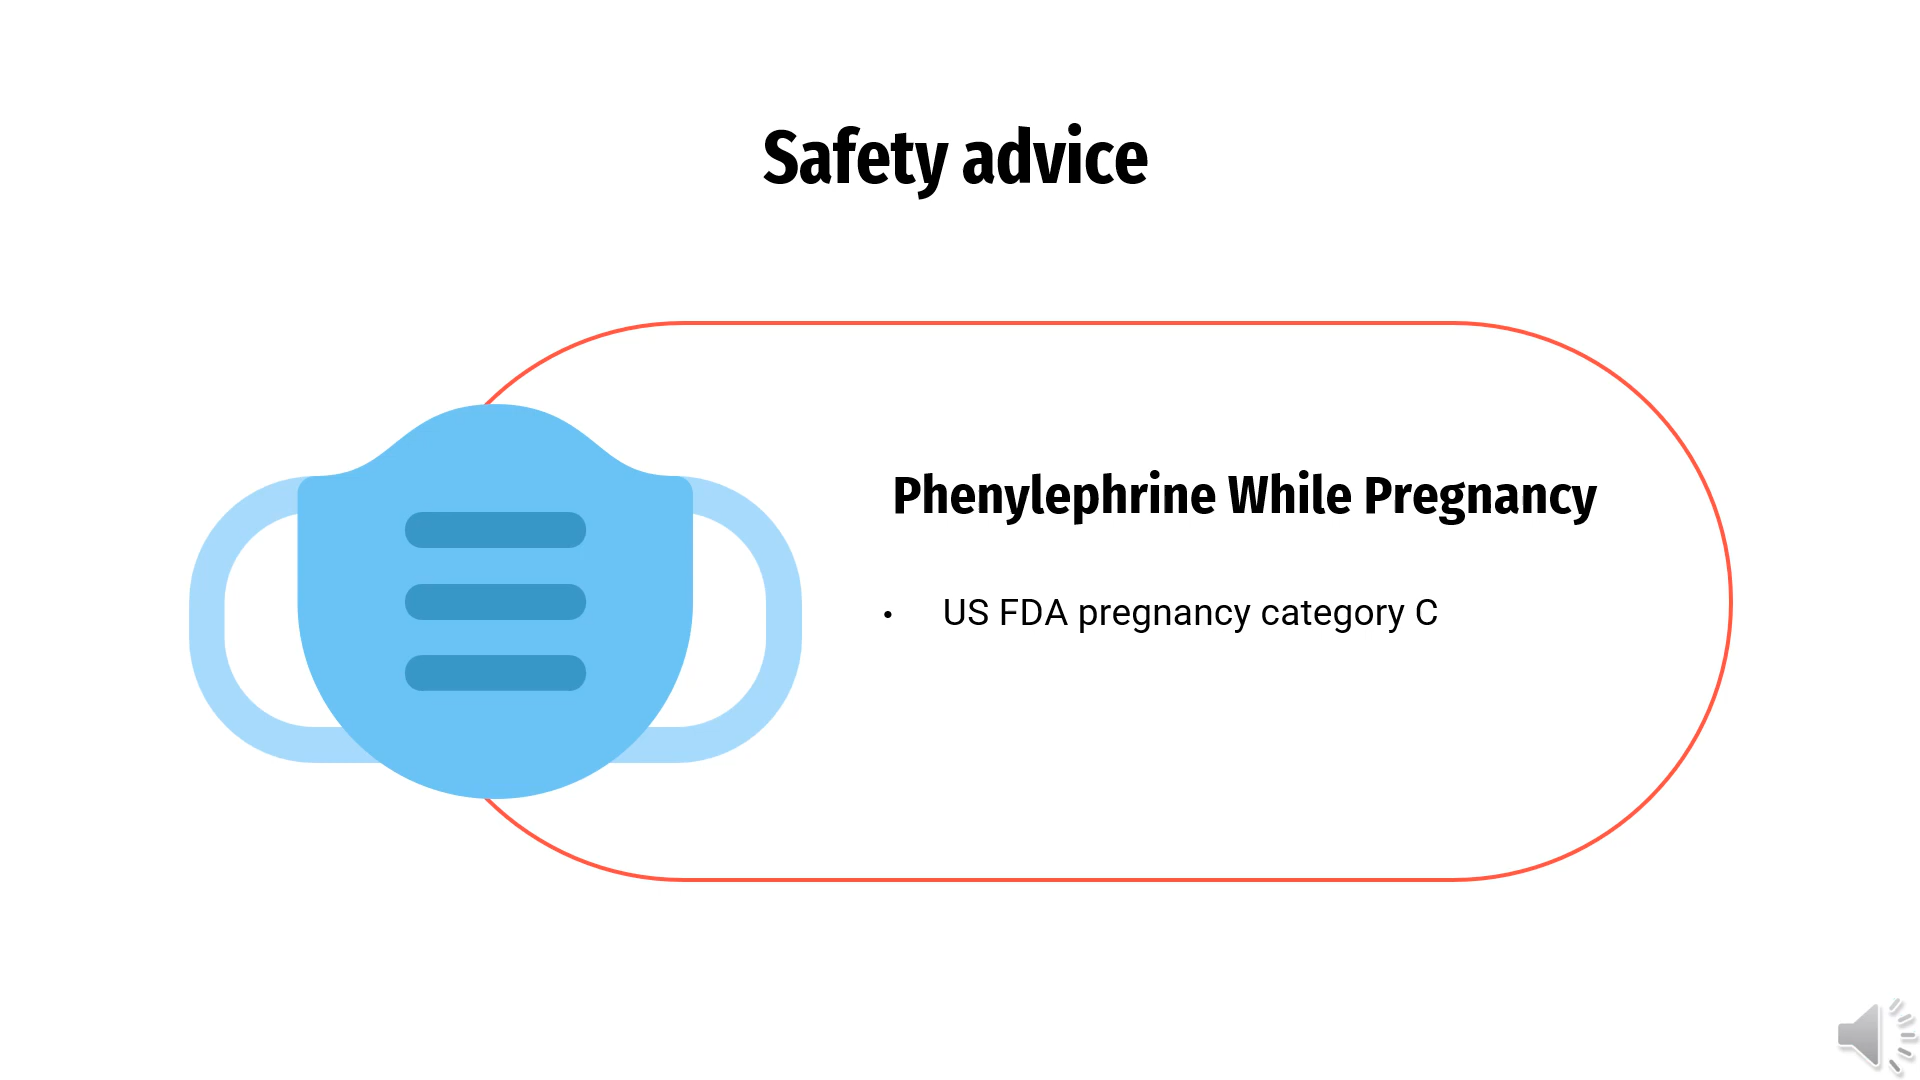 Safety advice
Phenylephrine While Pregnancy
• US FDA pregnancy category C